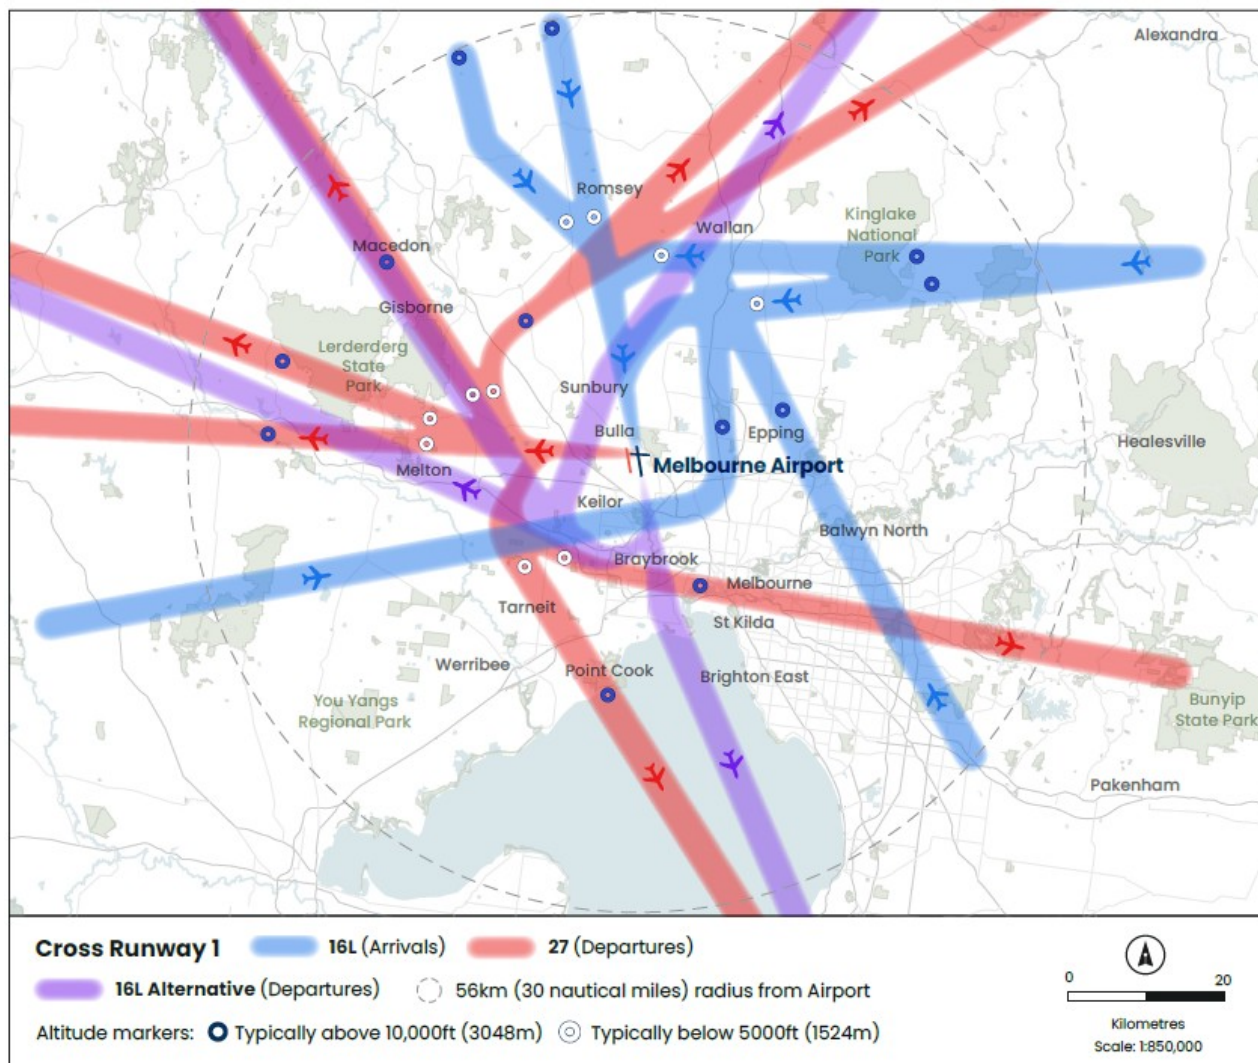 Alexandra
Romsey
Kinglake
National
Park
Wallan
Macedon
Gisborne
Lerderderg
State
Park
Sunbury
Bulla
Epping
Healesville
Melton
Melbourne Airport
Keilor
Balwyn North
Braybrook
Melbourne
Tarneit
St Kilda
Werribee
Point Cook
Brighton East
You Yangs
Regional Park
Bunyip
State Park
Pakenham
Cross Runway 1
16L (Arrivals)
27 (Departures)
16L Alternative (Departures)
56km (30 nautical miles) radius from Airport
Altitude markers:
Typically above 10,000ft (3048m)
Typically below 5000ft (1524m)
0
20
Kilometres
Scale: 1:850,000